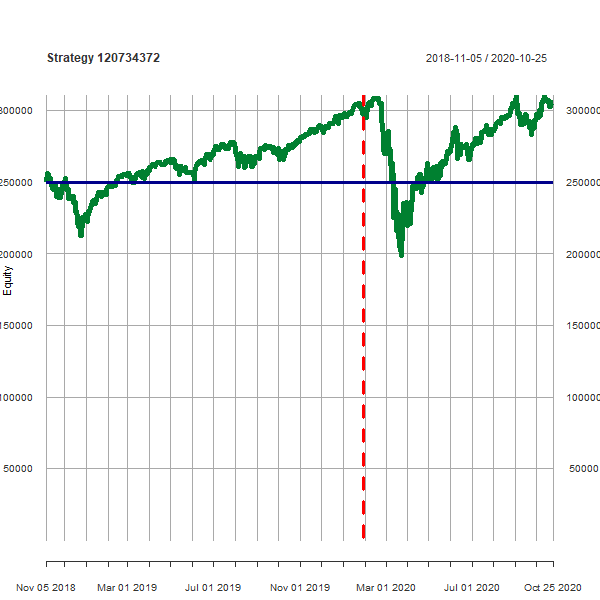 Strategy 120734372 2018-11-05 / 2020-10-25
300000 300000
250000 250000
200000 200000
Equity
150000 150000
100000 100000
50000 50000
Nov 05 2018 Mar 01 2019 Jul 01 2019 Nov 01 2019 Mar 01 2020 Jul 01 2020 Oct 25 2020